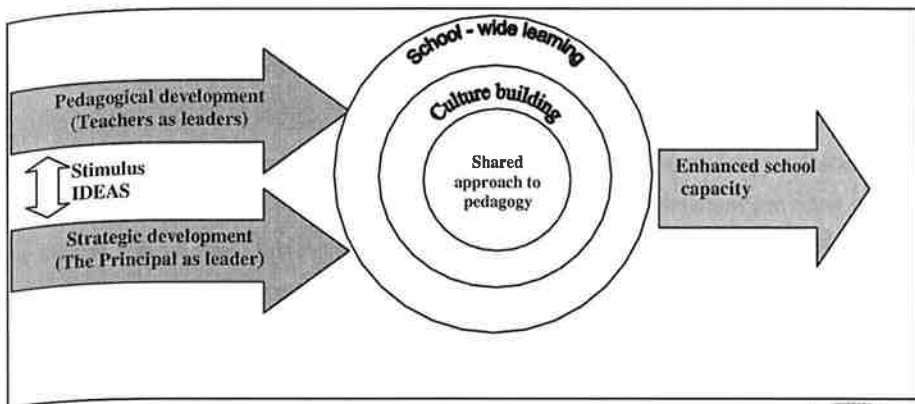 School - wide learning
Culture building
Shared
approach to
pedagogy
Pedagogical development
(Teachers as leaders)
Stimulus
IDEAS
Strategic development
(The Principal as leader)
Enhanced school
capacity